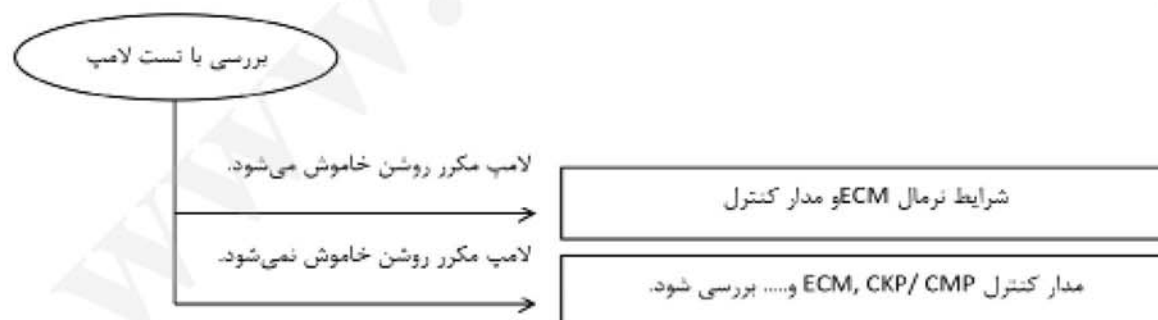 بررسی با تست لامپ
لامپ مکرر روشن خاموش می‌شود.
شرایط نرمال ECMو مدار کنترل
لامپ مکرر روشن خاموش نمی‌شود.
مدار کنترل ECM, CKP/ CMP و..... بررسی شود.
www.